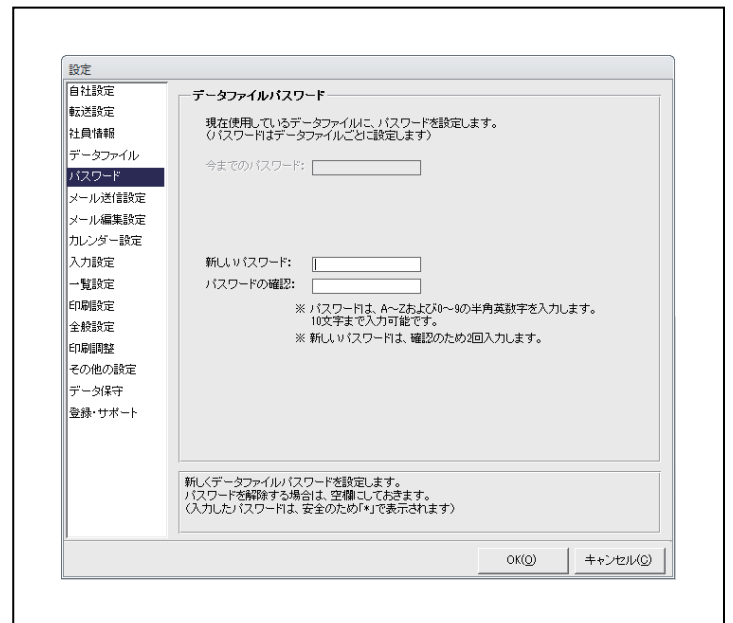 設定
自社設定
転送設定
社員情報
データファイル
パスワード
メール送信設定
メール編集設定
カレンダー設定
入力設定
一覧設定
印刷設定
全般設定
印刷調整
その他の設定
データ保守
登録・サポート
データファイルパスワード
現在使用しているデータファイルに、パスワードを設定します。
(パスワードはデータファイルごとに設定します)
今までのパスワード:
新しいパスワード:
パスワードの確認:
※ パスワードは、A～Zおよび0～9の半角英数字を入力します。
10文字まで入力可能です。
※ 新しいパスワードは、確認のため2回入力します。
新しくデータファイルパスワードを設定します。
パスワードを解除する場合は、空欄にしておきます。
(入力したパスワードは、安全のため「*」で表示されます)
OK(O)
キャンセル(C)